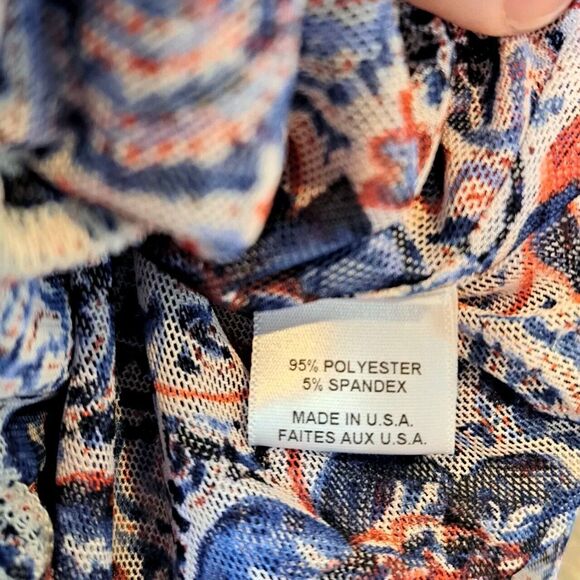 95% POLYESTER
5% SPANDEX
MADE IN U.S.A.
FAITES AUX U.S.A.